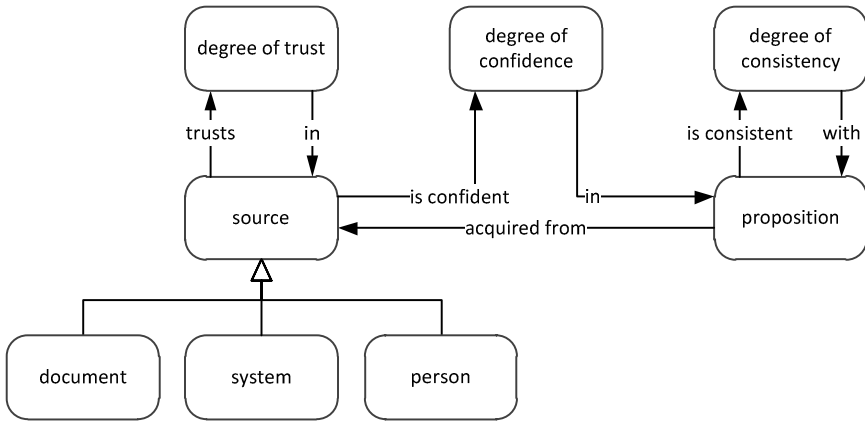 degree of trust
degree of
confidence
degree of
consistency
trusts
in
is consistent
with
source
is confident
in
proposition
acquired from
document
system
person